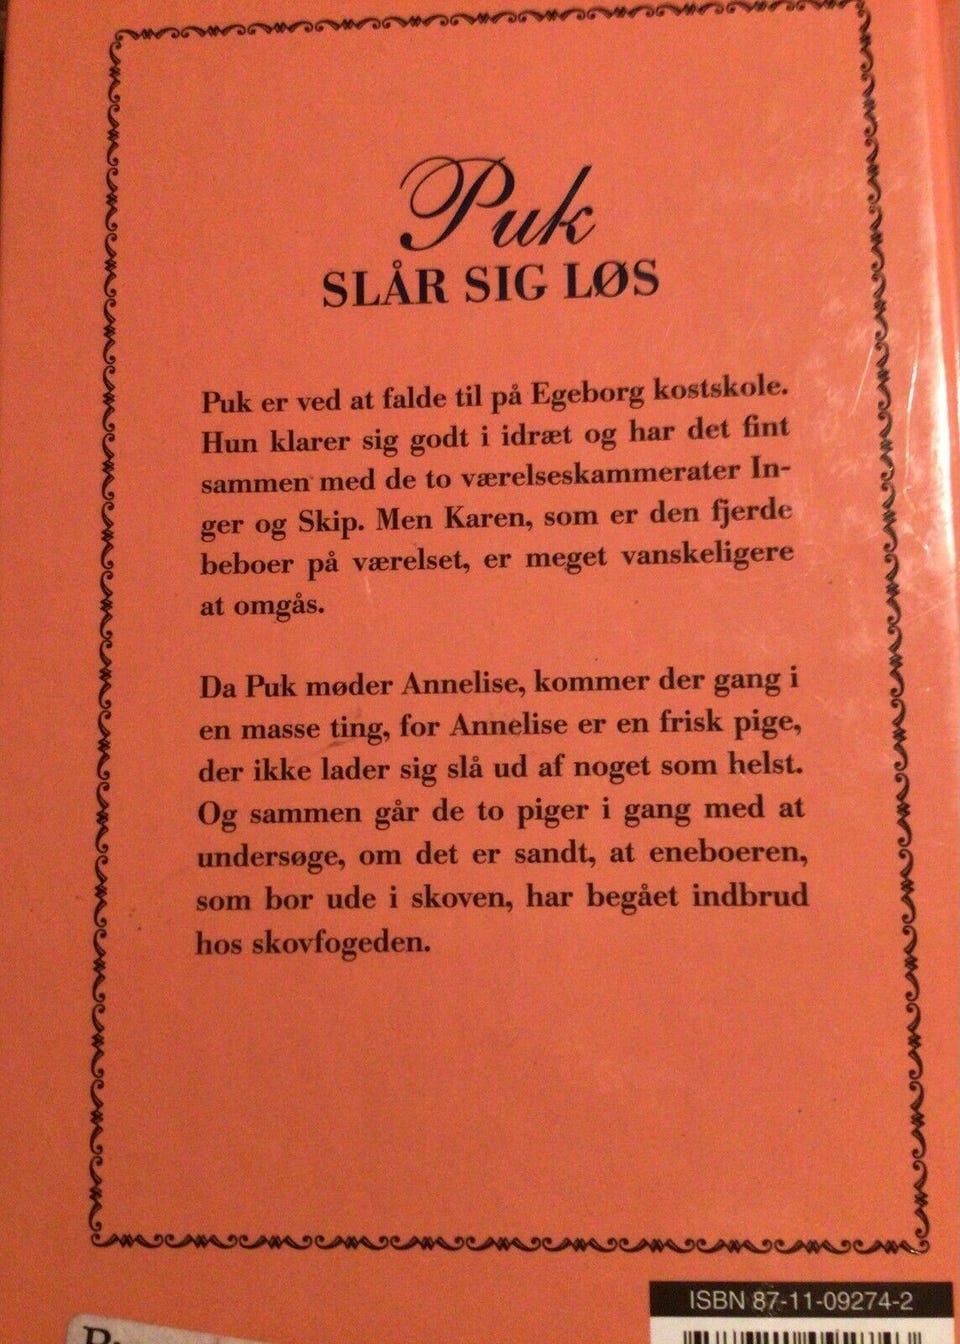 Puk
SLÅR SIG LØS
Puk er ved at falde til på Egeborg kostskole.
Hun klarer sig godt i idræt og har det fint
sammen med de to værelseskammerater In-
ger og Skip. Men Karen, som er den fjerde
beboer på værelset, er meget vanskeligere
at omgås.
Da Puk møder Annelise, kommer der gang i
en masse ting, for Annelise er en frisk pige,
der ikke lader sig slå ud af noget som helst.
Og sammen går de to piger i gang med at
undersøge, om det er sandt, at eneboeren,
som bor ude i skoven, har begået indbrud
hos skovfogeden.
ISBN 87-11-09274-2